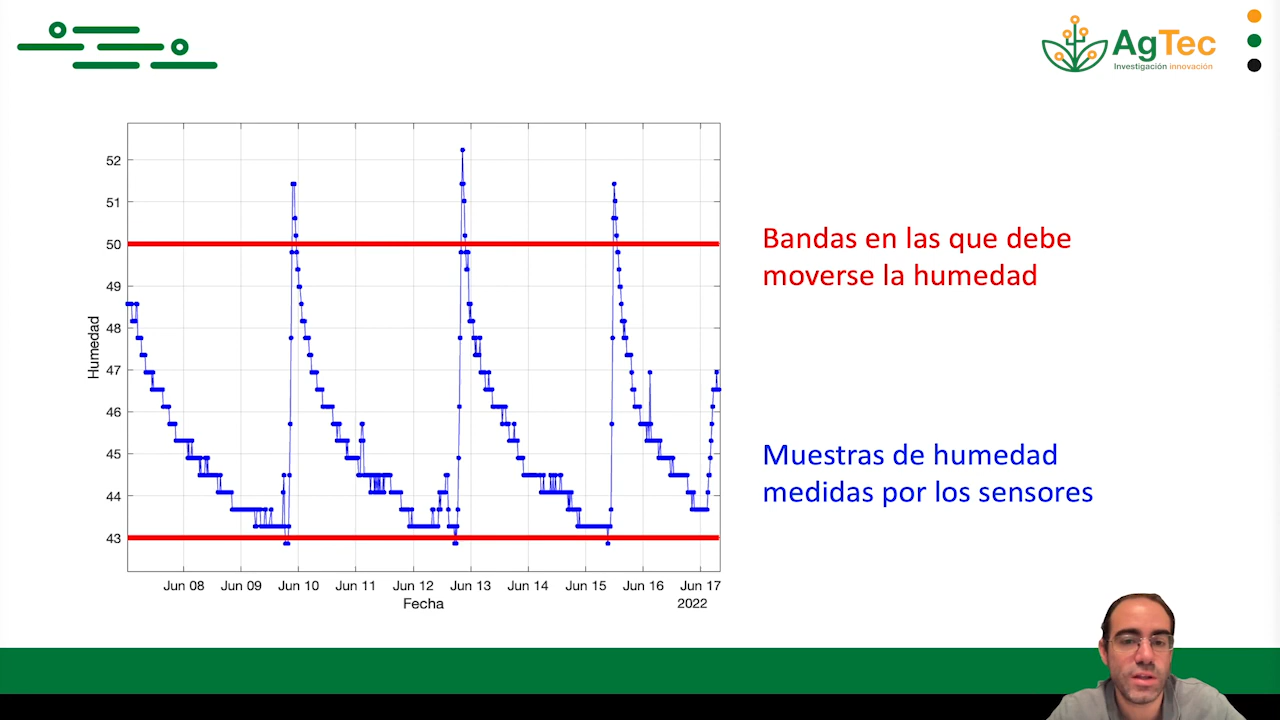 AgTec
Investigación innovación
52
51
50
49
48
47
46
45
44
43
Humedad
Jun 08 Jun 09 Jun 10 Jun 11 Jun 12 Jun 13 Jun 14 Jun 15 Jun 16 Jun 17
Fecha
2022
Bandas en las que debe
moverse la humedad
Muestras de humedad
medidas por los sensores